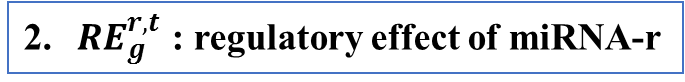 2. $RE_g^{r,t}$ : regulatory effect of miRNA-r